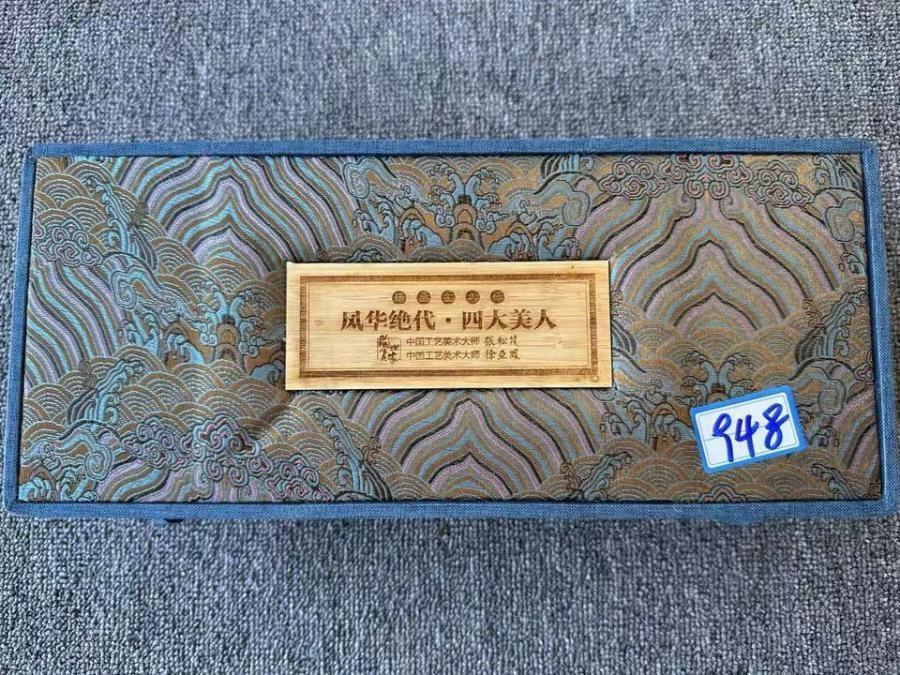 风华绝代·四大美人
中国工艺美术大师 张松茂
中国工艺美术大师 徐亚凤
948